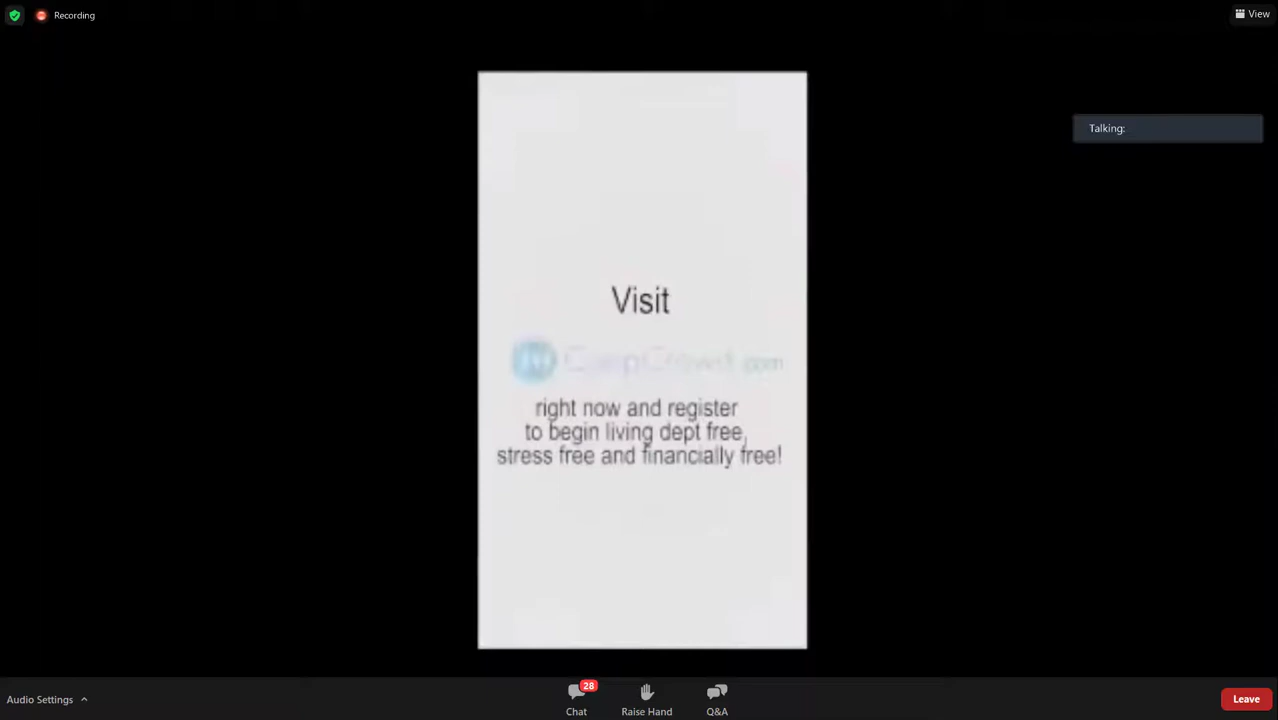 Recording
View
Talking:
Visit
right now and register
to begin living dept free,
stress free and financially free!
Audio Settings
28
Chat
Raise Hand
Q&A
Leave